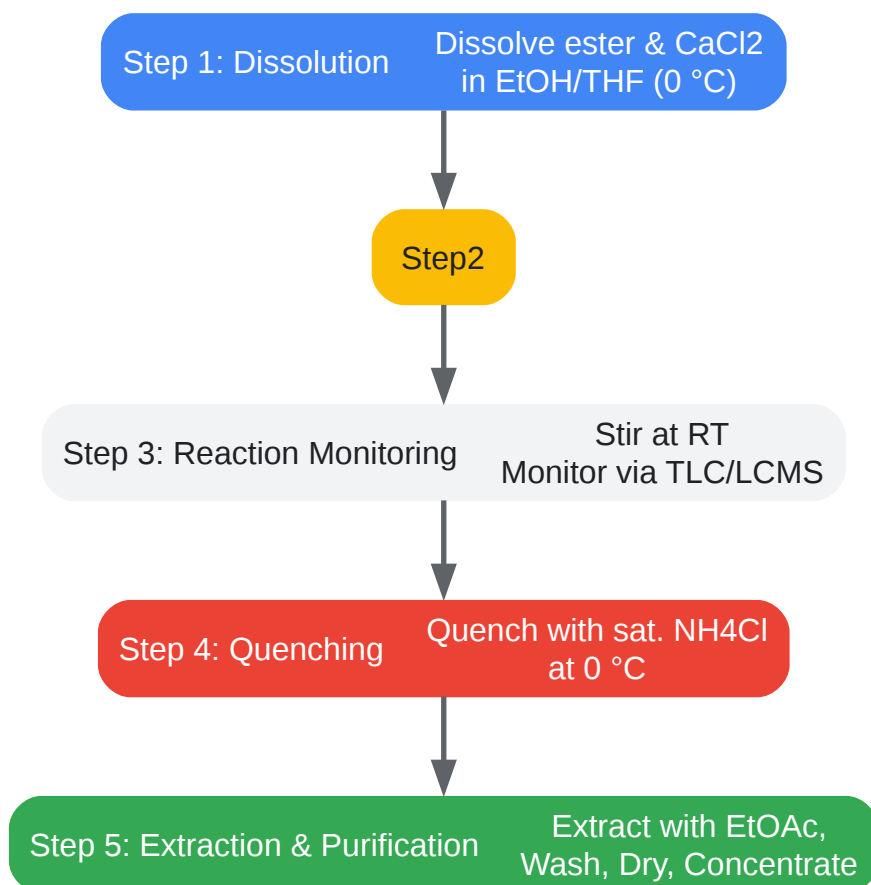 Step 1: Dissolution
Dissolve ester & CaCl2
in EtOH/THF (0 °C)
Step2
Step 3: Reaction Monitoring
Stir at RT
Monitor via TLC/LCMS
Step 4: Quenching
Quench with sat. NH4Cl
at 0 °C
Step 5: Extraction & Purification
Extract with EtOAc,
Wash, Dry, Concentrate